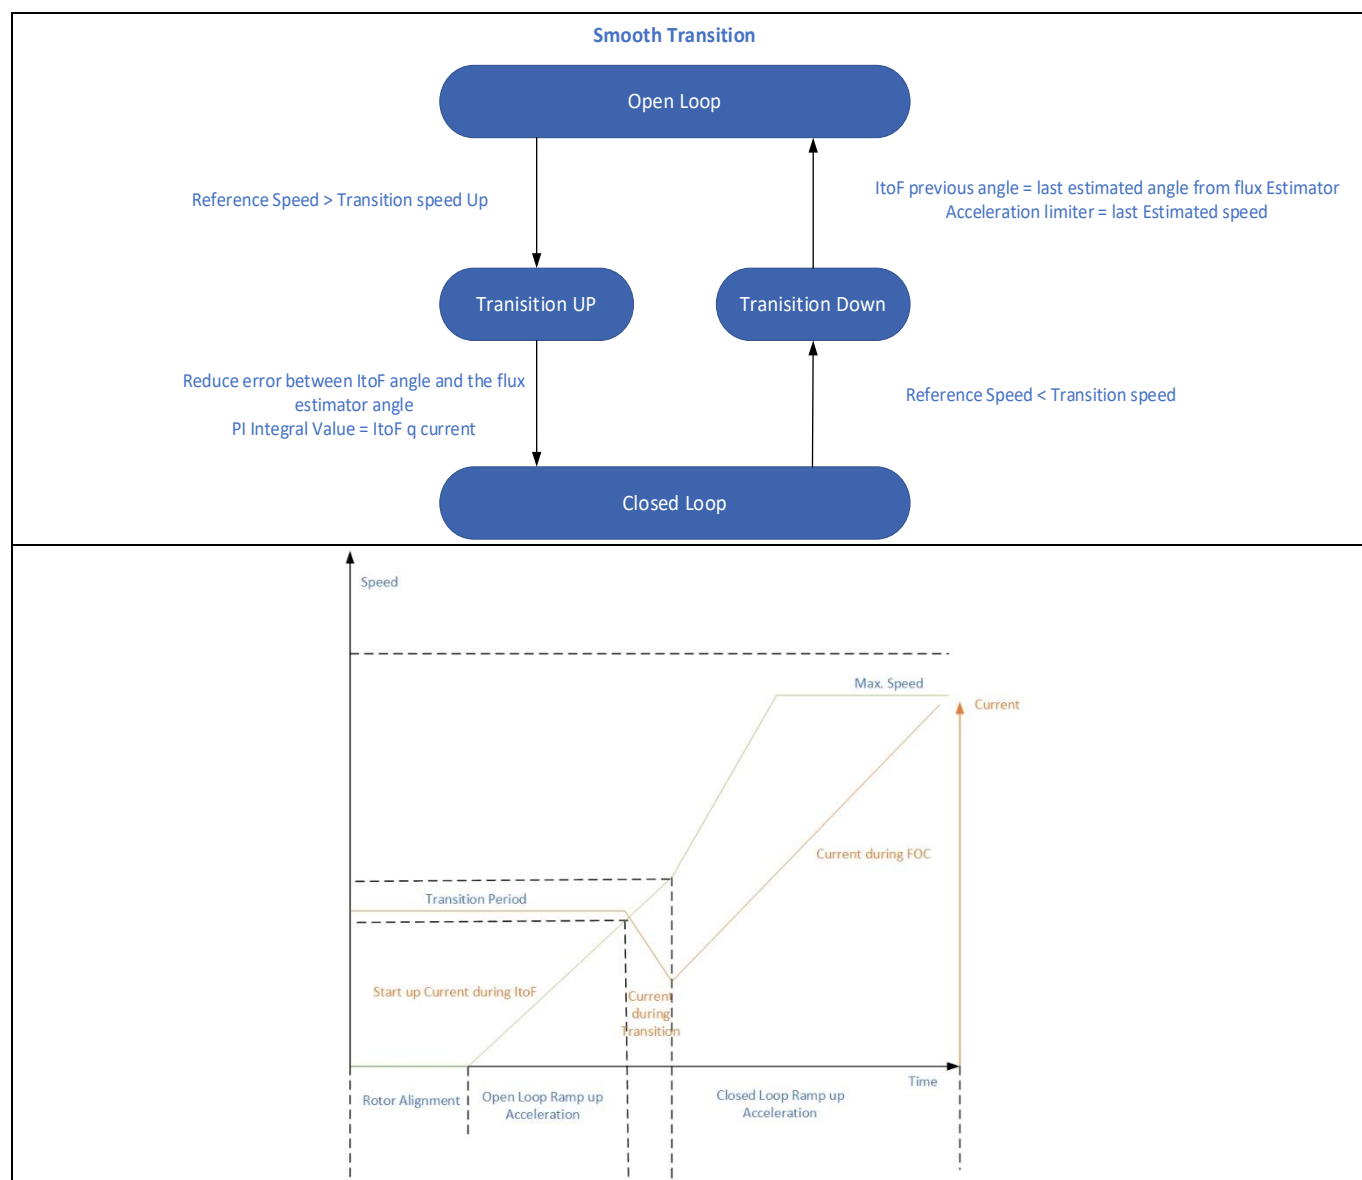 Smooth Transition
Open Loop
Reference Speed > Transition speed Up
ItoF previous angle = last estimated angle from flux Estimator
Acceleration limiter = last Estimated speed
Tranisition UP
Tranisition Down
Reduce error between ItoF angle and the flux
estimator angle
PI Integral Value = ItoF q current
Reference Speed < Transition speed
Closed Loop
Speed
Max. Speed
Current
Current during FOC
Transition Period
Start up Current during ItoF
Current
during
Transition
Time
Rotor Alignment
Open Loop Ramp up
Acceleration
Closed Loop Ramp up
Acceleration